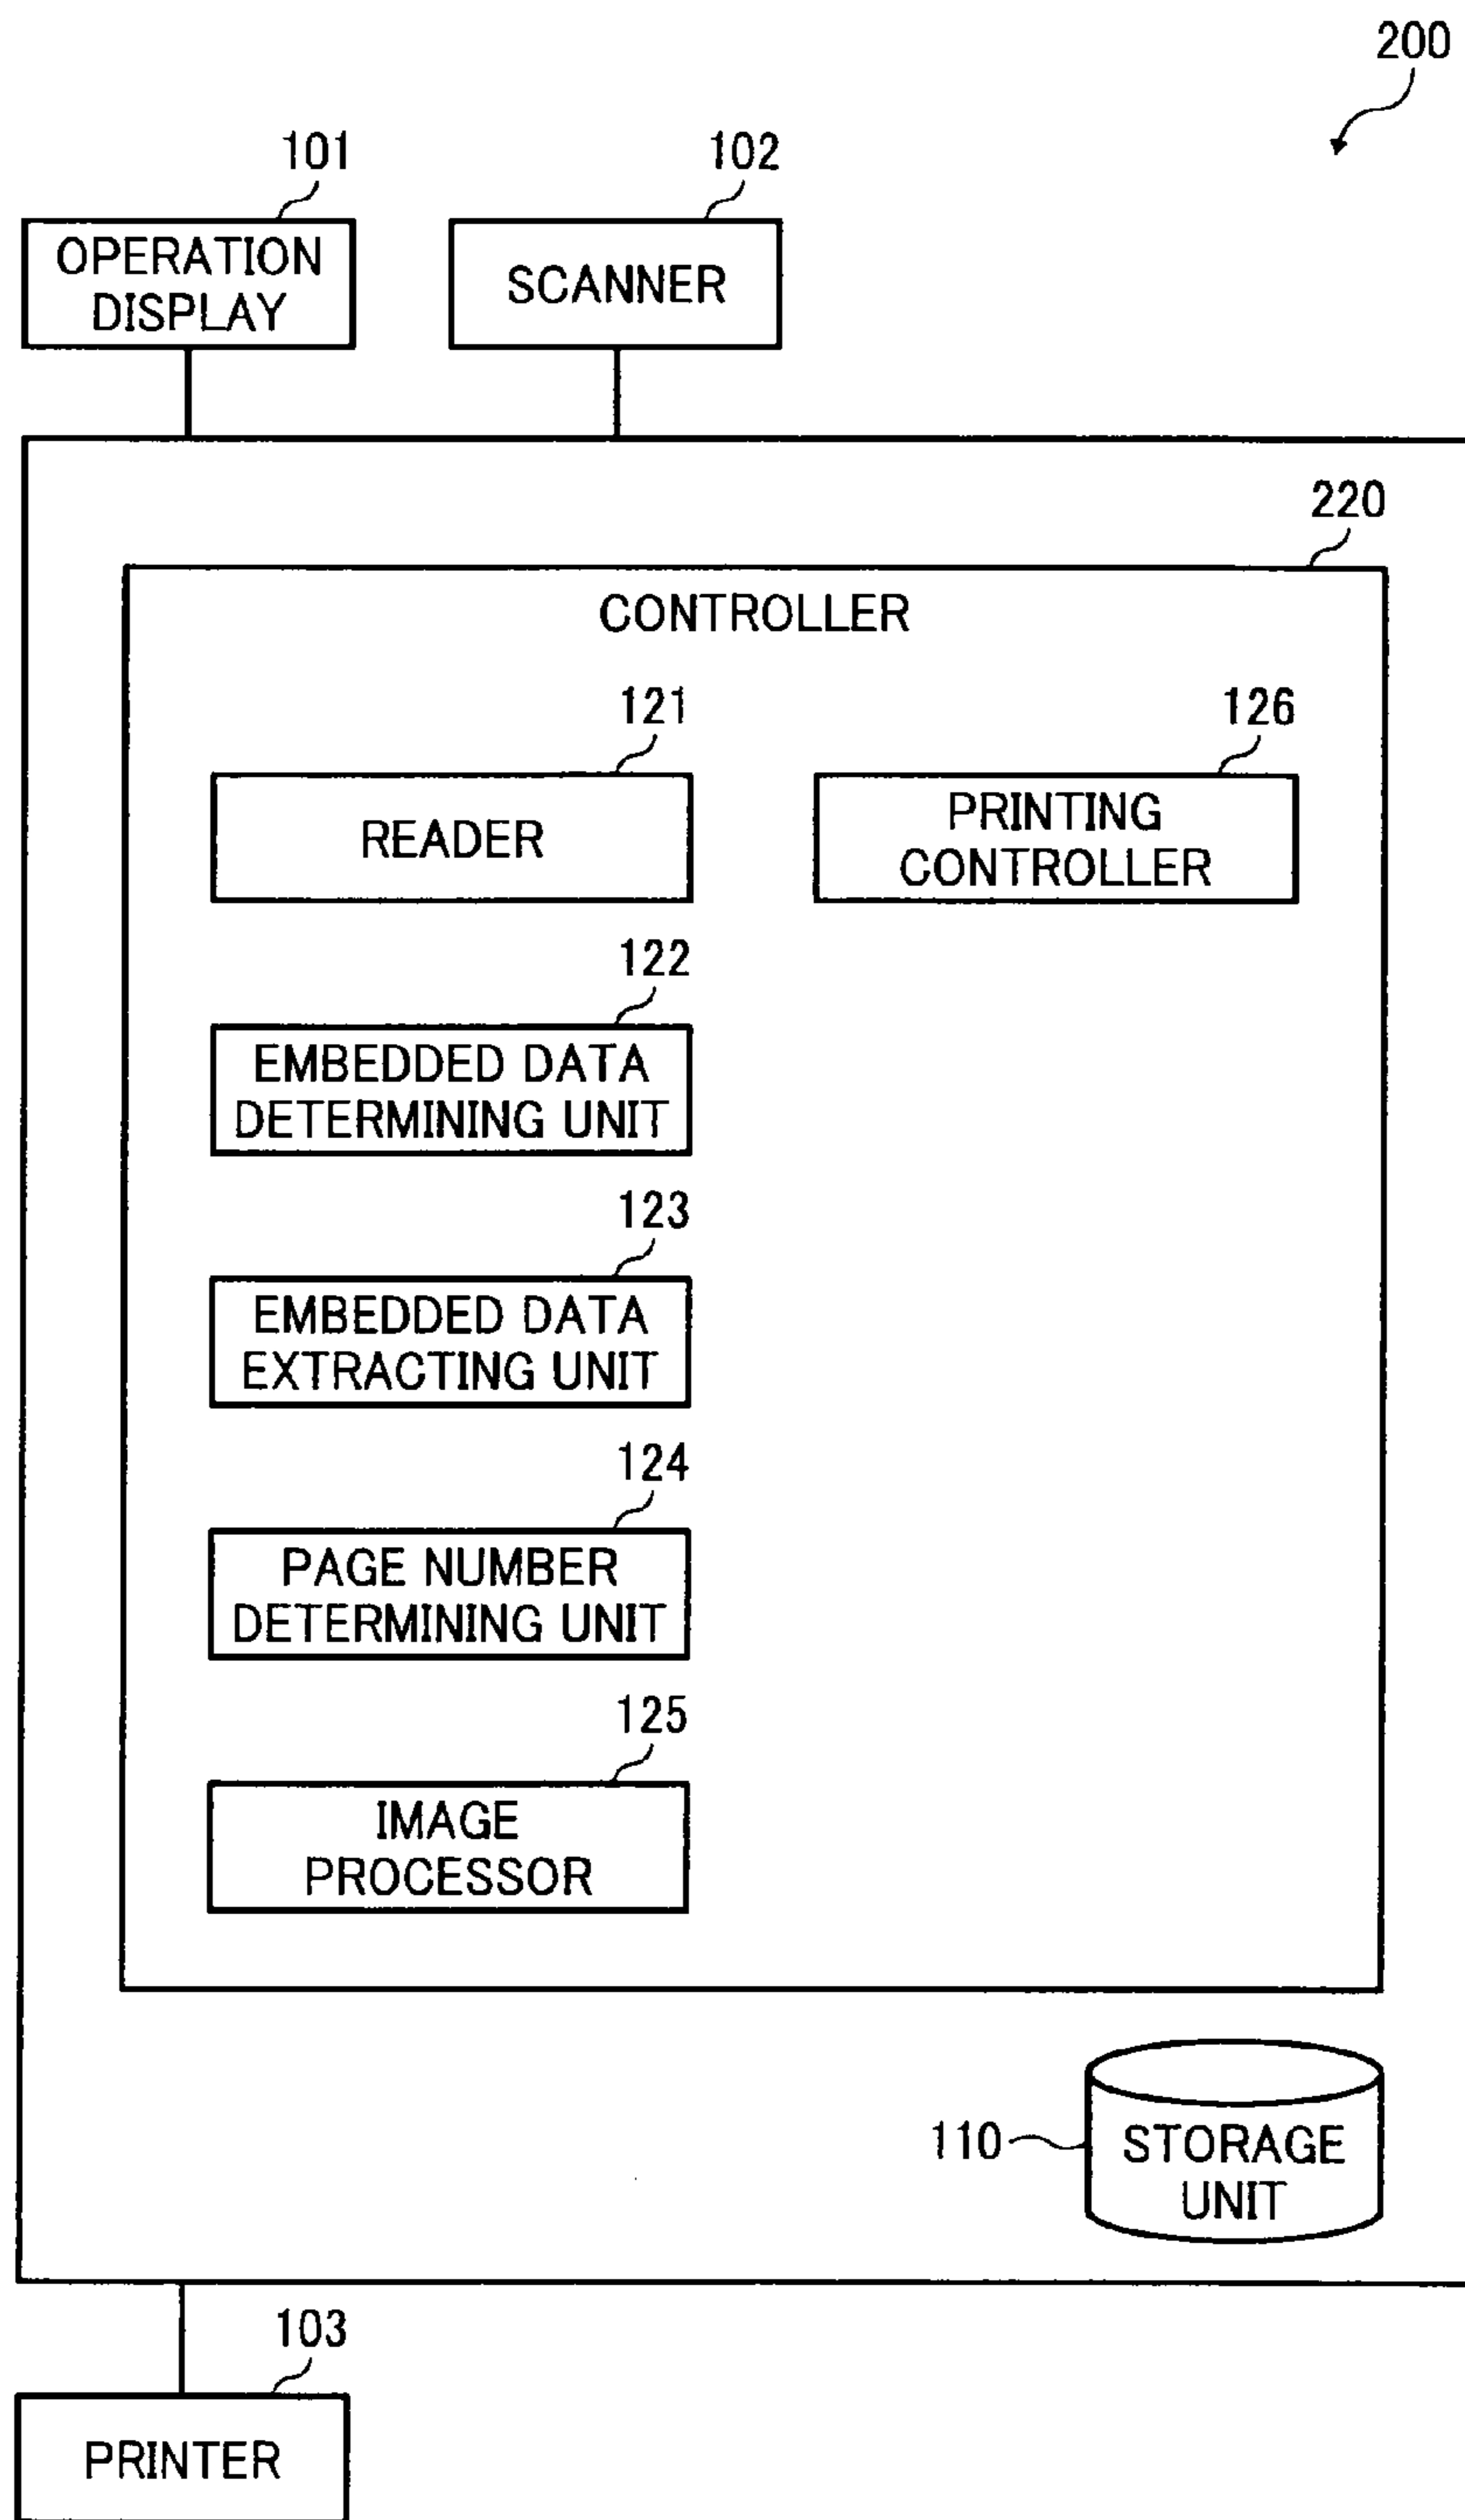 200
101
102
OPERATION
DISPLAY
SCANNER
220
CONTROLLER
121
126
READER
PRINTING
CONTROLLER
122
EMBEDDED DATA
DETERMINING UNIT
123
EMBEDDED DATA
EXTRACTING UNIT
124
PAGE NUMBER
DETERMINING UNIT
125
IMAGE
PROCESSOR
110
STORAGE
UNIT
103
PRINTER